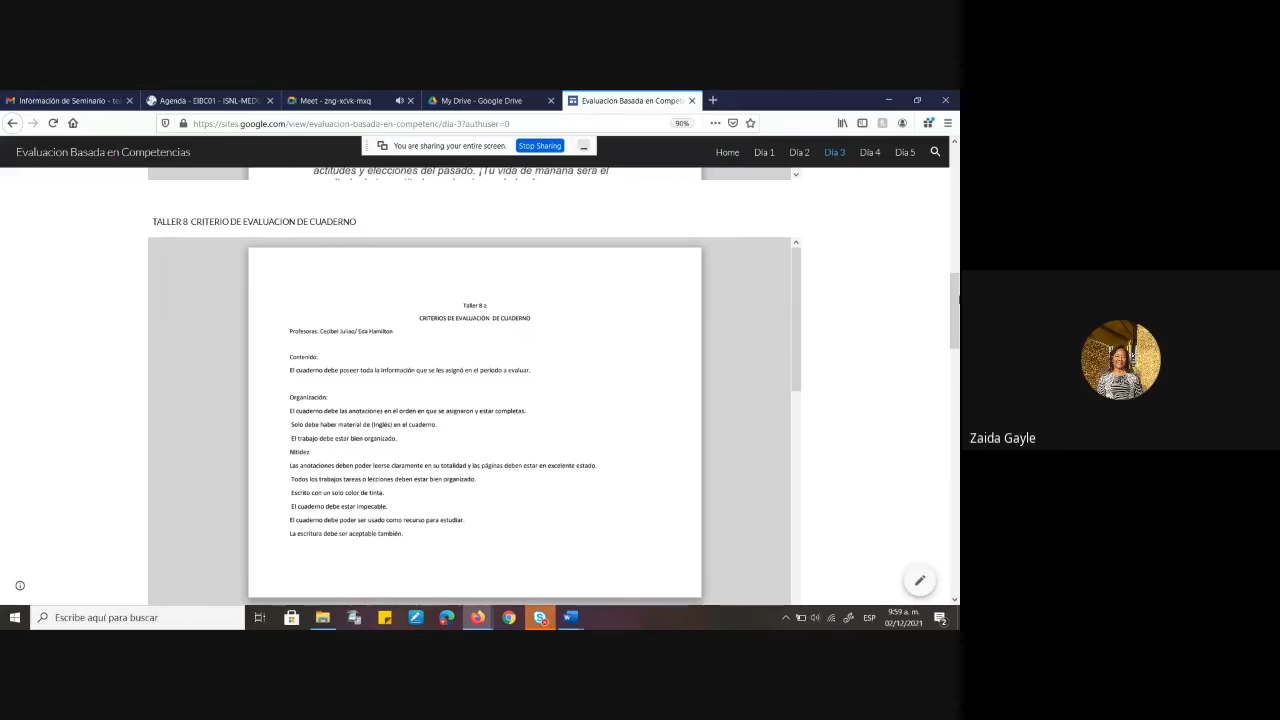 Información de Seminario - te
Agenda - EIBC01 - ISNL-MEDU
Meet - zng-xcvk-mxq
My Drive - Google Drive
Evaluacion Basada en Compete
https://sites.google.com/view/evaluacion-basada-en-competenc/día-3?authuser=0
90%
Evaluacion Basada en Competencias
You are sharing your entire screen.
Stop Sharing
Home
Día 1
Día 2
Día 3
Día 4
Día 5
actitudes y elecciones del pasado. ¡Tu vida de mañana será el
TALLER 8 CRITERIO DE EVALUACION DE CUADERNO
Taller 8 a
CRITERIOS DE EVALUACIÓN DE CUADERNO
Profesoras: Cecibel Juliao/ Eda Hamilton
Contenido:
El cuaderno debe poseer toda la información que se les asignó en el período a evaluar.
Organización:
El cuaderno debe las anotaciones en el orden en que se asignaron y estar completas.
Solo debe haber material de (Inglés) en el cuaderno.
El trabajo debe estar bien organizado.
Nitidez
Las anotaciones deben poder leerse claramente en su totalidad y las páginas deben estar en excelente estado.
Todos los trabajos tareas o lecciones deben estar bien organizado.
Escrito con un solo color de tinta.
El cuaderno debe estar impecable.
El cuaderno debe poder ser usado como recurso para estudiar.
La escritura debe ser aceptable también.
Zaida Gayle
Escribe aquí para buscar
ESP
9:59 a. m.
02/12/2021
2